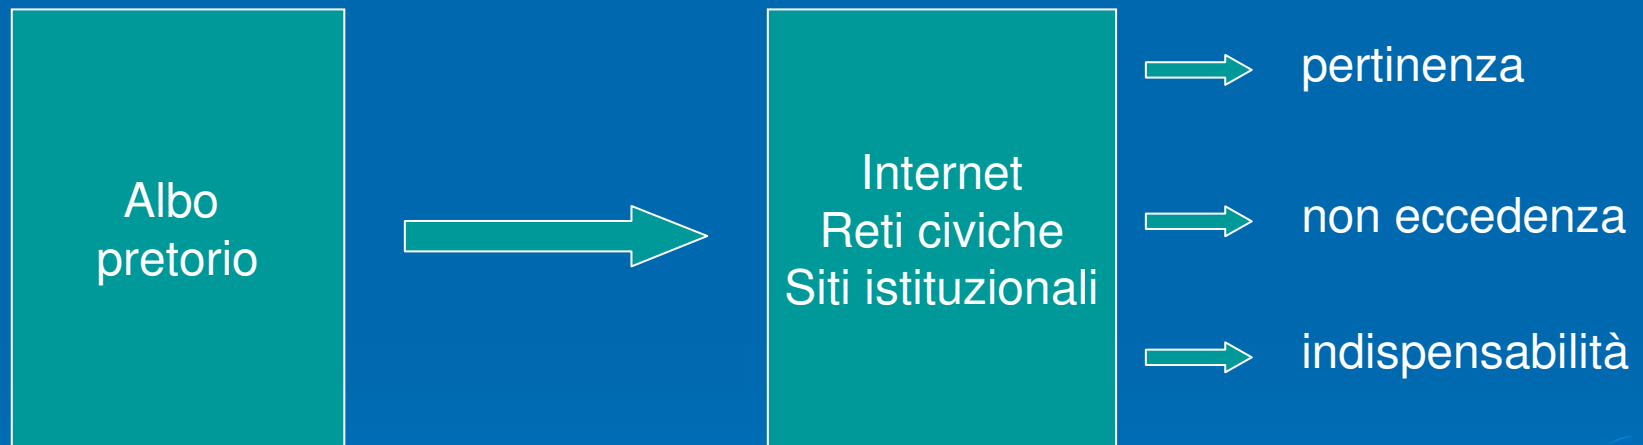 Albo
pretorio
Internet
Reti civiche
Siti istituzionali
pertinenza
non eccedenza
indispensabilità